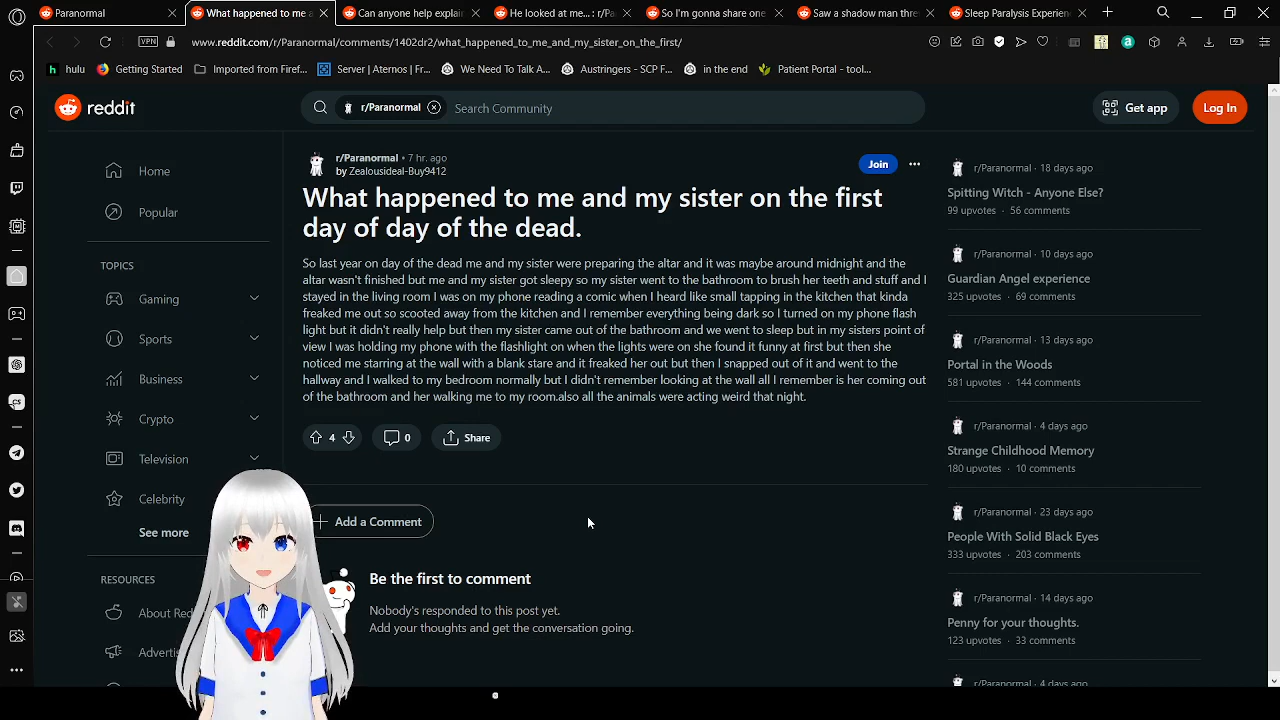 Paranormal
What happened to me a
Can anyone help explai
He looked at me... : r/Pa
So I'm gonna share one
Saw a shadow man thre
Sleep Paralysis Experienc
VPN
www.reddit.com/r/Paranormal/comments/1402dr2/what_happened_to_me_and_my_sister_on_the_first/
hulu
Getting Started
Imported from Firef...
Server | Aternos | Fr...
We Need To Talk A...
Austringers - SCP F...
in the end
Patient Portal - tool...
reddit
r/Paranormal
Search Community
Get app
Log In
Home
Popular
TOPICS
Gaming
Sports
Business
Crypto
Television
Celebrity
See more
RESOURCES
About Red
Advertis
r/Paranormal • 7 hr. ago
by Zealousideal-Buy9412
Join
What happened to me and my sister on the first
day of day of the dead.
So last year on day of the dead me and my sister were preparing the altar and it was maybe around midnight and the
altar wasn't finished but me and my sister got sleepy so my sister went to the bathroom to brush her teeth and stuff and I
stayed in the living room I was on my phone reading a comic when I heard like small tapping in the kitchen that kinda
freaked me out so scooted away from the kitchen and I remember everything being dark so I turned on my phone flash
light but it didn't really help but then my sister came out of the bathroom and we went to sleep but in my sisters point of
view I was holding my phone with the flashlight on when the lights were on she found it funny at first but then she
noticed me starring at the wall with a blank stare and it freaked her out but then I snapped out of it and went to the
hallway and I walked to my bedroom normally but I didn't remember looking at the wall all I remember is her coming out
of the bathroom and her walking me to my room.also all the animals were acting weird that night.
4
0
Share
Add a Comment
Be the first to comment
Nobody's responded to this post yet.
Add your thoughts and get the conversation going.
r/Paranormal · 18 days ago
Spitting Witch - Anyone Else?
99 upvotes · 56 comments
r/Paranormal · 10 days ago
Guardian Angel experience
325 upvotes · 69 comments
r/Paranormal · 13 days ago
Portal in the Woods
581 upvotes · 144 comments
r/Paranormal · 4 days ago
Strange Childhood Memory
180 upvotes · 10 comments
r/Paranormal · 23 days ago
People With Solid Black Eyes
333 upvotes · 203 comments
r/Paranormal · 14 days ago
Penny for your thoughts.
123 upvotes · 33 comments
r/Paranormal · 4 days ago